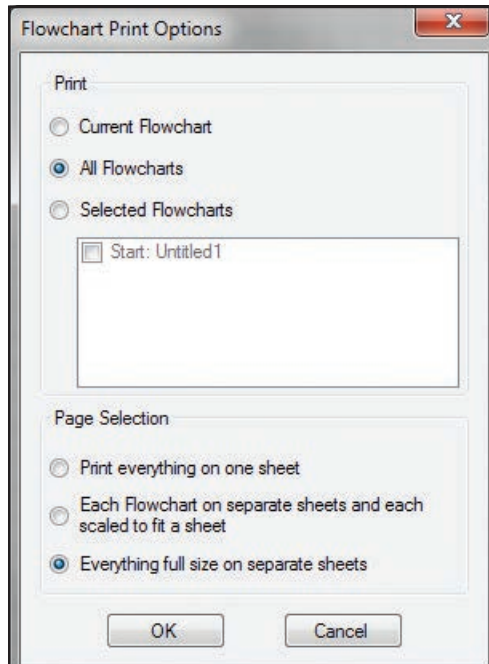 Flowchart Print Options
Print
Current Flowchart
All Flowcharts
Selected Flowcharts
Start: Untitled1
Page Selection
Print everything on one sheet
Each Flowchart on separate sheets and each
scaled to fit a sheet
Everything full size on separate sheets
OK Cancel